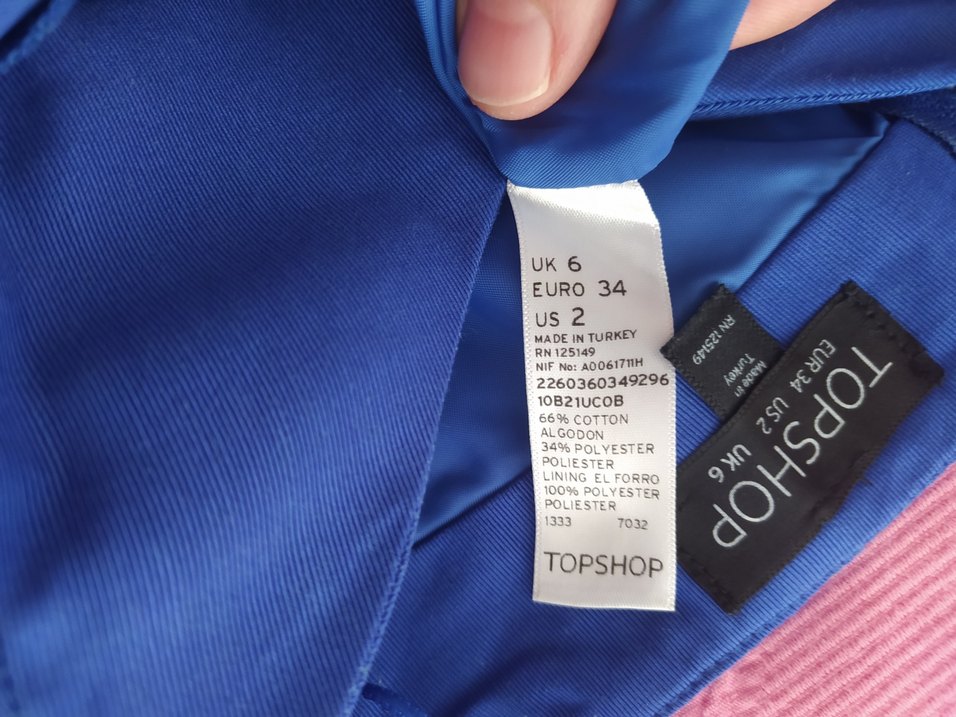 UK 6
EURO 34
US 2
MADE IN TURKEY
RN 125149
NIF No: A0061711H
2260360349296
10B21UC0B
66% COTTON
ALGODON
34% POLYESTER
POLIESTER
LINING EL FORRO
100% POLYESTER
POLIESTER
1333 7032
TOPSHOP
RN 125149
Made in
Turkey
TOPSHOP
EUR 34 US 2 UK 6